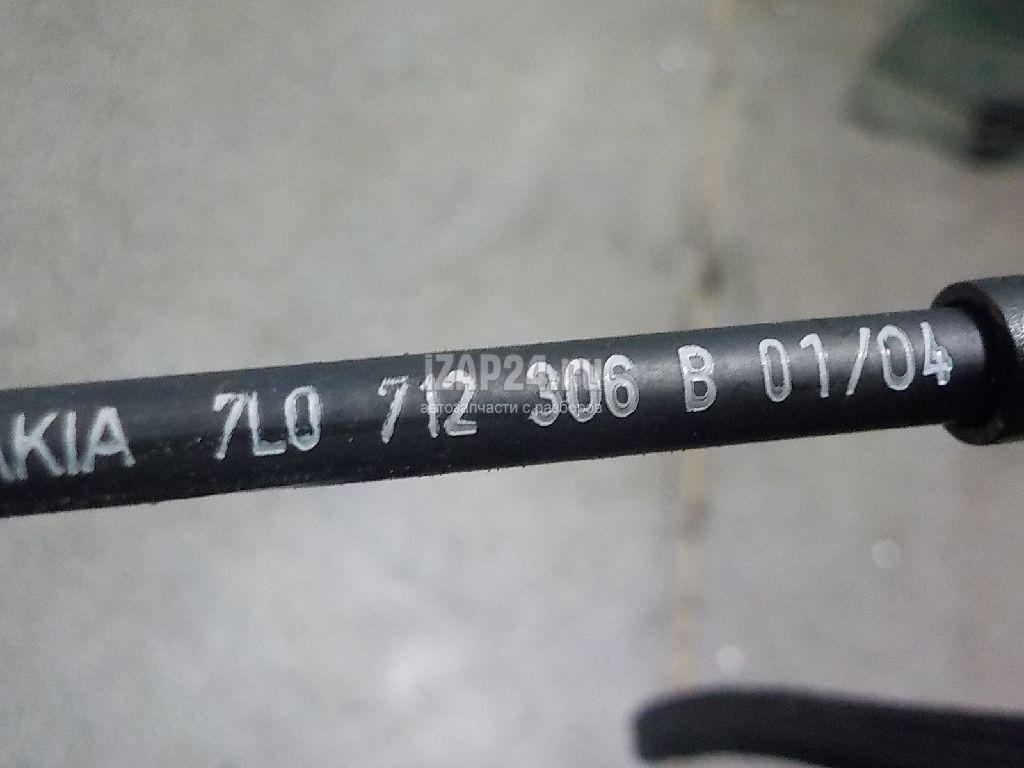 AKIA 7L0 712 306 B 01/04
iZAP24.ru
автозапчасти с разборов